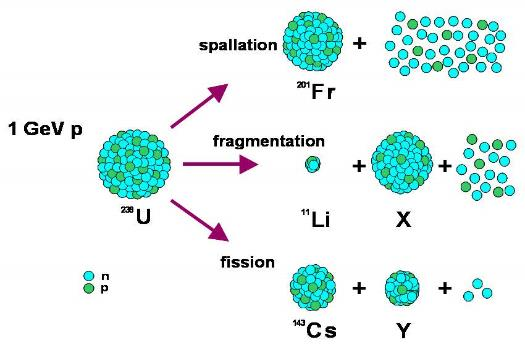 spallation
+
²⁰¹Fr
1 GeV p
fragmentation
+
+
²³⁸U
¹¹Li
X
fission
n
p
+
+
¹⁴³Cs
Y